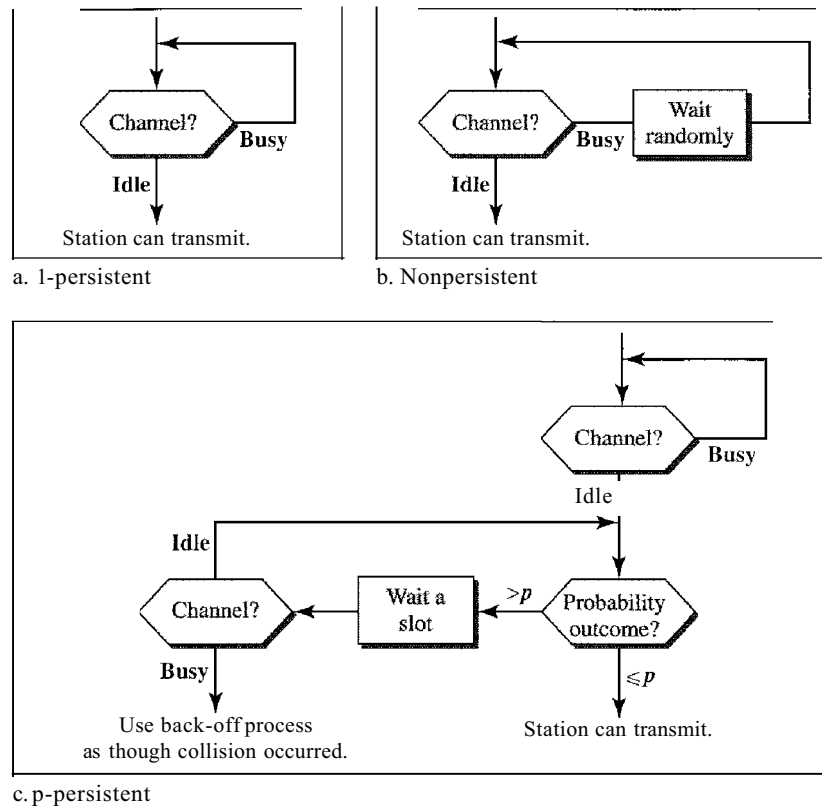 Channel?
Busy
Idle
Station can transmit.
a. 1-persistent
Channel?
Busy
Wait
randomly
Idle
Station can transmit.
b. Nonpersistent
Channel?
Busy
Idle
Idle
Channel?
Wait a
slot
>p
Probability
outcome?
Busy
≤p
Use back-off process
as though collision occurred.
Station can transmit.
c. p-persistent